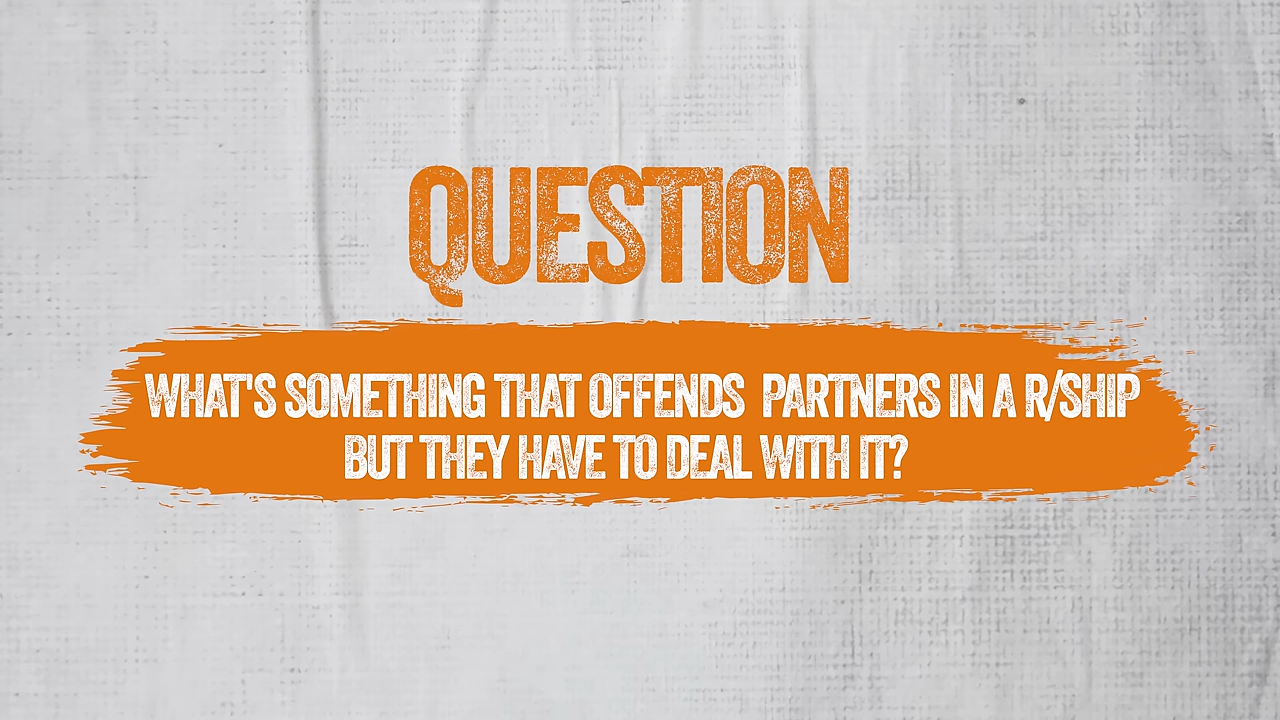 QUESTION
WHAT'S SOMETHING THAT OFFENDS PARTNERS IN A R/SHIP
BUT THEY HAVE TO DEAL WITH IT?